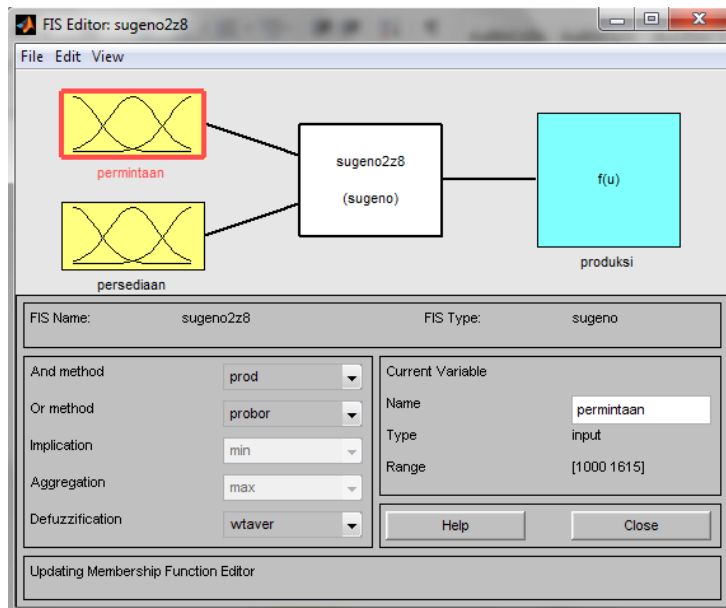 FIS Editor: sugeno2z8
File Edit View
permintaan
persediaan
sugeno2z8
(sugeno)
f(u)
produksi
FIS Name: sugeno2z8 FIS Type: sugeno
And method prod
Or method probor
Implication min
Aggregation max
Defuzzification wtaver
Current Variable
Name permintaan
Type input
Range [1000 1615]
Help Close
Updating Membership Function Editor